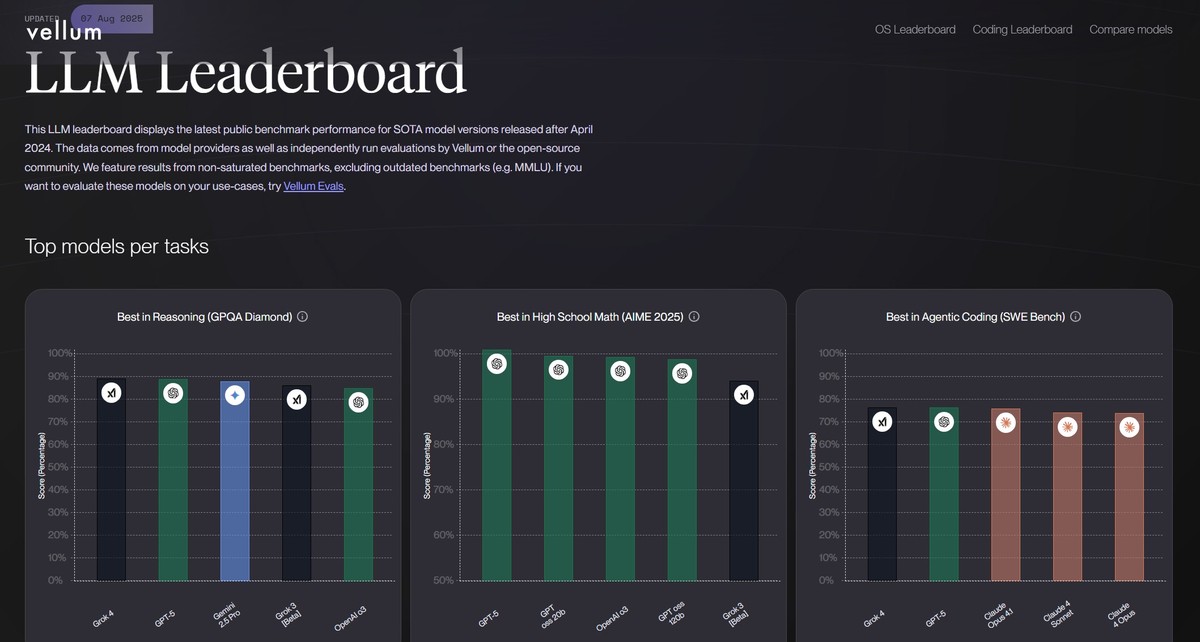 UPDATED 07 Aug 2025
vellum
OS Leaderboard Coding Leaderboard Compare models
LLM Leaderboard
This LLM leaderboard displays the latest public benchmark performance for SOTA model versions released after April
2024. The data comes from model providers as well as independently run evaluations by Vellum or the open-source
community. We feature results from non-saturated benchmarks, excluding outdated benchmarks (e.g. MMLU). If you
want to evaluate these models on your use-cases, try Vellum Evals.
Top models per tasks
Best in Reasoning (GPQA Diamond)
Score (Percentage)
100%
90%
80%
70%
60%
50%
40%
30%
20%
10%
0%
Grok 4
GPT-5
Gemini
2.5 Pro
Grok 3
[Beta]
OpenAI o3
Best in High School Math (AIME 2025)
Score (Percentage)
100%
90%
80%
70%
60%
50%
GPT-5
GPT
oss 20b
OpenAI o3
GPT oss
120b
Grok 3
[Beta]
Best in Agentic Coding (SWE Bench)
Score (Percentage)
100%
90%
80%
70%
60%
50%
40%
30%
20%
10%
0%
Grok 4
GPT-5
Claude
Opus 4.1
Claude 4
Sonnet
Claude
4 Opus